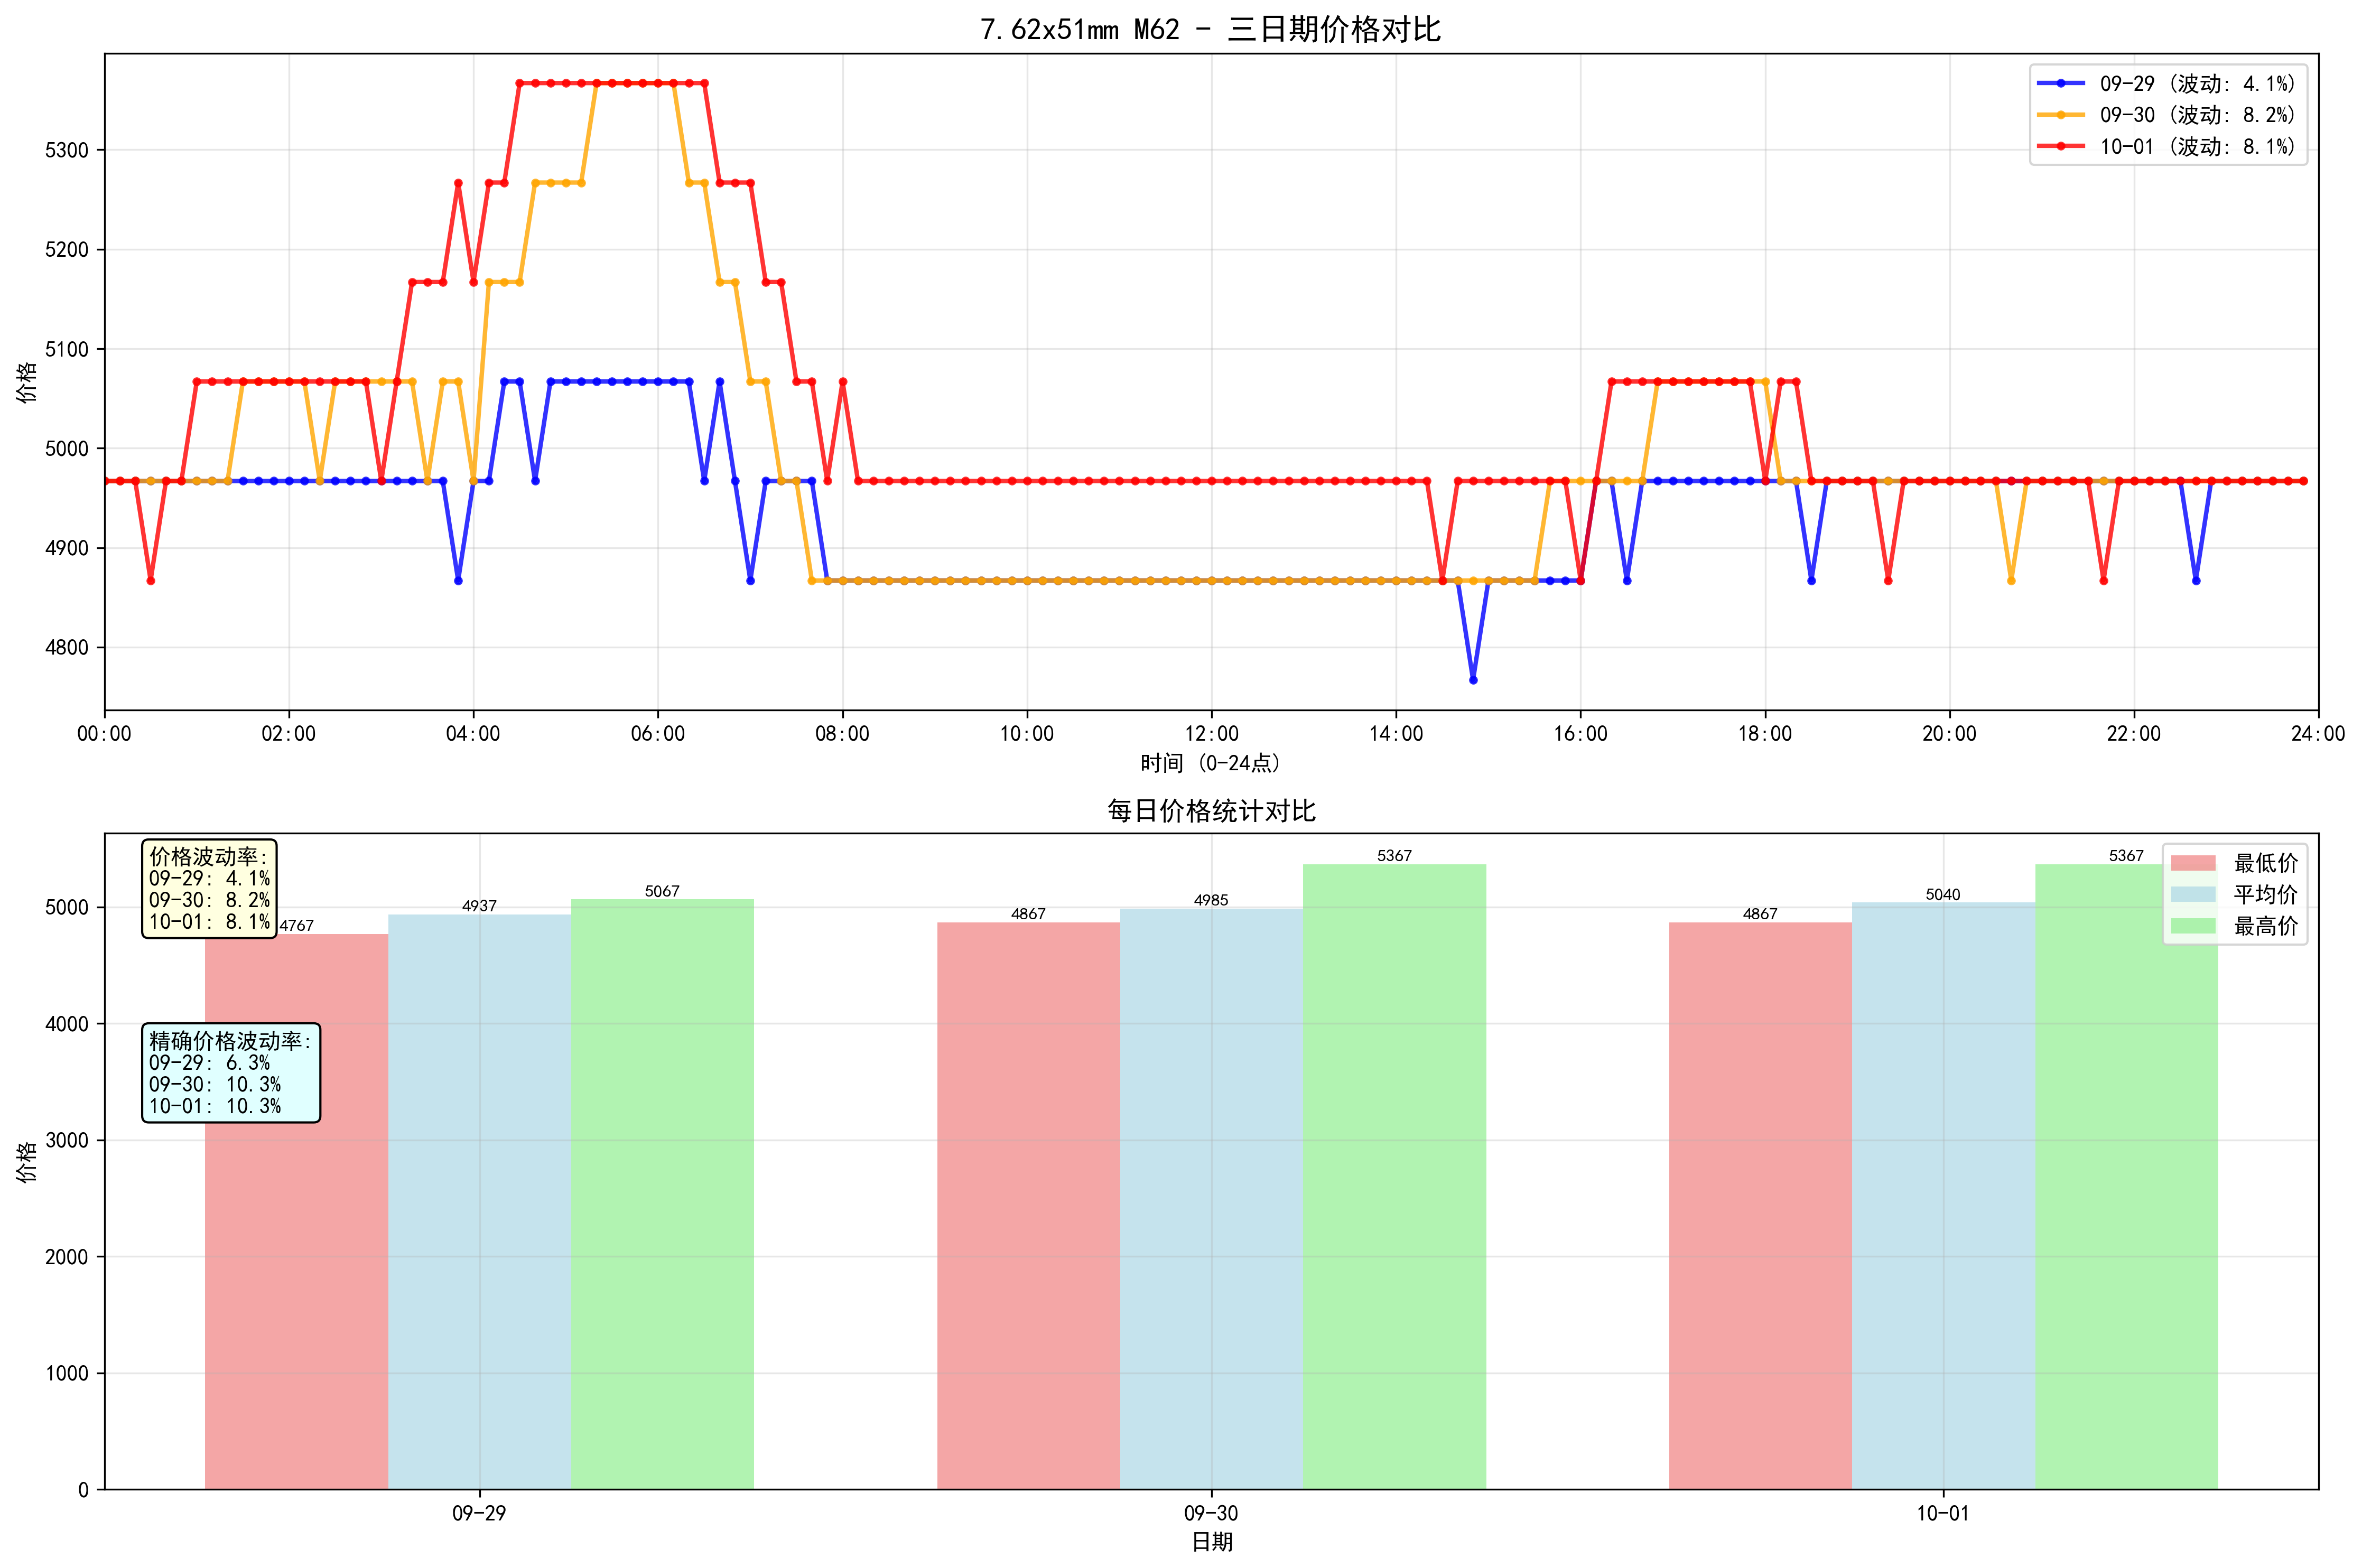 7.62x51mm M62 - 三日期价格对比
09-29 (波动: 4.1%)
09-30 (波动: 8.2%)
10-01 (波动: 8.1%)
价格
5300
5200
5100
5000
4900
4800
00:00 02:00 04:00 06:00 08:00 10:00 12:00 14:00 16:00 18:00 20:00 22:00 24:00
时间 (0-24点)
每日价格统计对比
价格波动率:
09-29: 4.1%
09-30: 8.2%
10-01: 8.1%
精确价格波动率:
09-29: 6.3%
09-30: 10.3%
10-01: 10.3%
最低价
平均价
最高价
4767 4937 5067 4867 4985 5367 4867 5040 5367
价格
5000
4000
3000
2000
1000
0
09-29 09-30 10-01
日期